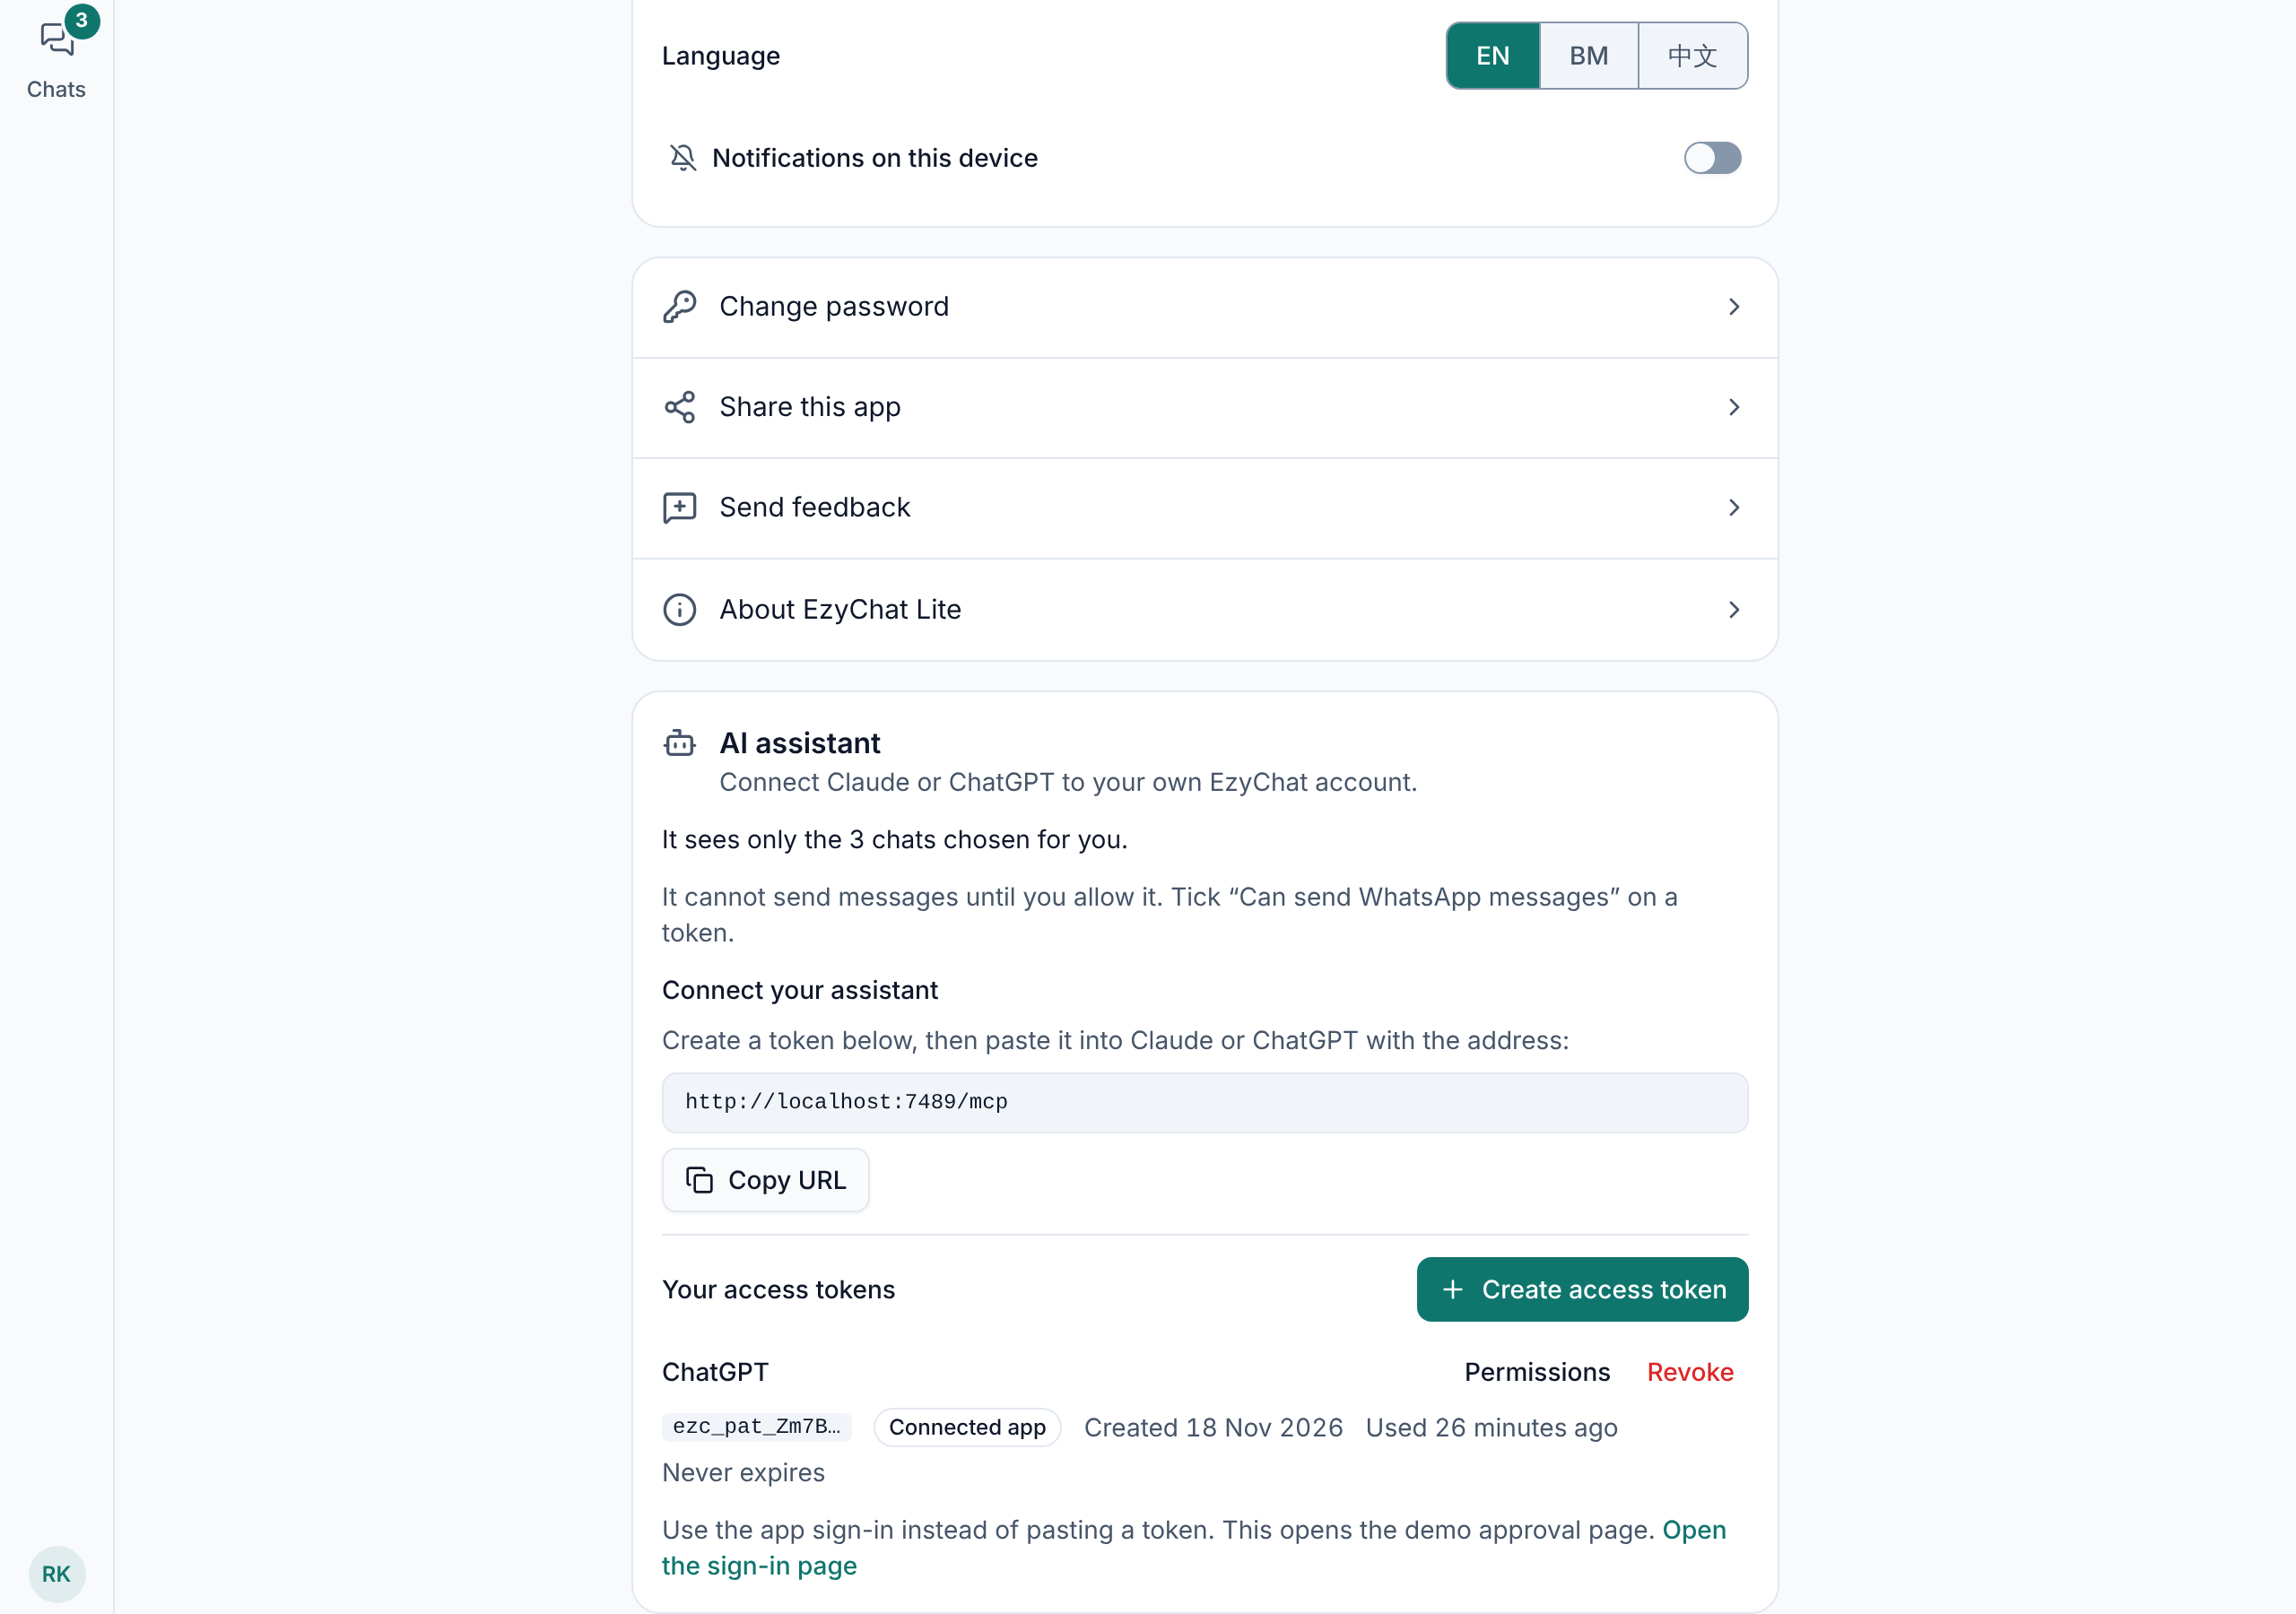 3
Chats
Language
EN
BM
中文
Notifications on this device
Change password
Share this app
Send feedback
About EzyChat Lite
AI assistant
Connect Claude or ChatGPT to your own EzyChat account.
It sees only the 3 chats chosen for you.
It cannot send messages until you allow it. Tick “Can send WhatsApp messages” on a
token.
Connect your assistant
Create a token below, then paste it into Claude or ChatGPT with the address:
http://localhost:7489/mcp
Copy URL
Your access tokens
Create access token
ChatGPT
Permissions
Revoke
ezc_pat_Zm7B…
Connected app
Created 18 Nov 2026
Used 26 minutes ago
Never expires
Use the app sign-in instead of pasting a token. This opens the demo approval page. Open
the sign-in page
RK